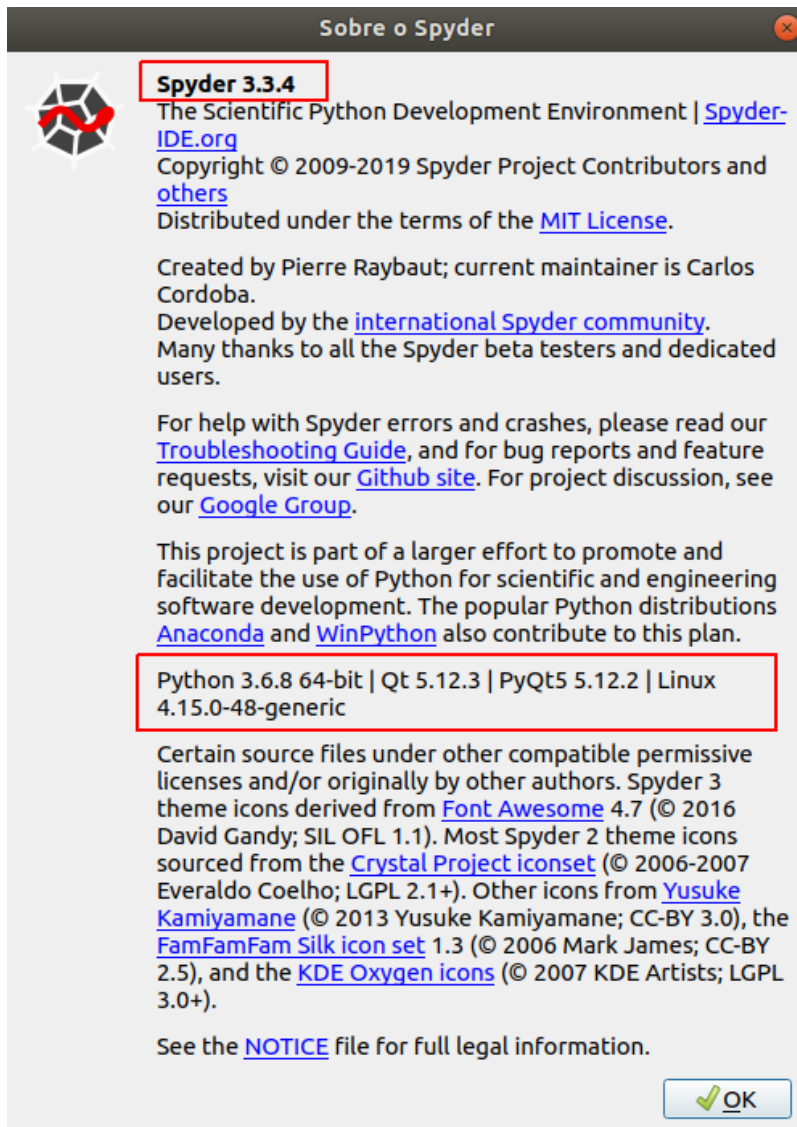 Sobre o Spyder
Spyder 3.3.4
The Scientific Python Development Environment | Spyder-
IDE.org
Copyright © 2009-2019 Spyder Project Contributors and
others
Distributed under the terms of the MIT License.
Created by Pierre Raybaut; current maintainer is Carlos
Cordoba.
Developed by the international Spyder community.
Many thanks to all the Spyder beta testers and dedicated
users.
For help with Spyder errors and crashes, please read our
Troubleshooting Guide, and for bug reports and feature
requests, visit our Github site. For project discussion, see
our Google Group.
This project is part of a larger effort to promote and
facilitate the use of Python for scientific and engineering
software development. The popular Python distributions
Anaconda and WinPython also contribute to this plan.
Python 3.6.8 64-bit | Qt 5.12.3 | PyQt5 5.12.2 | Linux
4.15.0-48-generic
Certain source files under other compatible permissive
licenses and/or originally by other authors. Spyder 3
theme icons derived from Font Awesome 4.7 (© 2016
David Gandy; SIL OFL 1.1). Most Spyder 2 theme icons
sourced from the Crystal Project iconset (© 2006-2007
Everaldo Coelho; LGPL 2.1+). Other icons from Yusuke
Kamiyamane (© 2013 Yusuke Kamiyamane; CC-BY 3.0), the
FamFamFam Silk icon set 1.3 (© 2006 Mark James; CC-BY
2.5), and the KDE Oxygen icons (© 2007 KDE Artists; LGPL
3.0+).
See the NOTICE file for full legal information.
OK